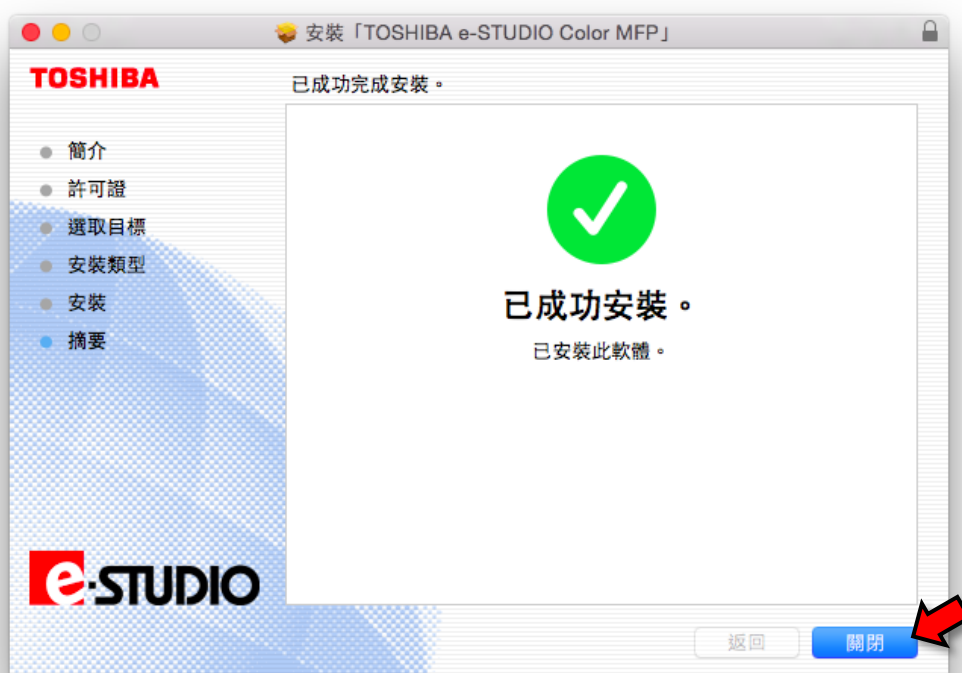 安裝「TOSHIBA e-STUDIO Color MFP」
TOSHIBA
已成功完成安裝。
簡介
許可證
選取目標
安裝類型
安裝
摘要
已成功安裝。
已安裝此軟體。
e-STUDIO
返回
關閉